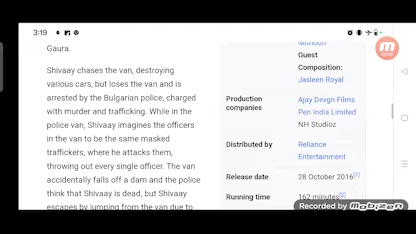 3:19
Gaura.
Shivaay chases the van, destroying
various cars, but loses the van and is
arrested by the Bulgarian police, charged
with murder and trafficking. While in the
police van, Shivaay imagines the officers
in the van to be the same masked
traffickers, where he attacks them,
throwing out every single officer. The van
accidentally falls off a dam and the police
think that Shivaay is dead, but Shivaay
escapes by jumping from the van due to
Mithoon
Guest
Composition:
Jasleen Royal
Production
companies
Ajay Devgn Films
Pen India Limited
NH Studioz
Distributed by
Reliance
Entertainment
Release date
28 October 2016[1]
Running time
162 minutes[2]
Recorded by Mobizen